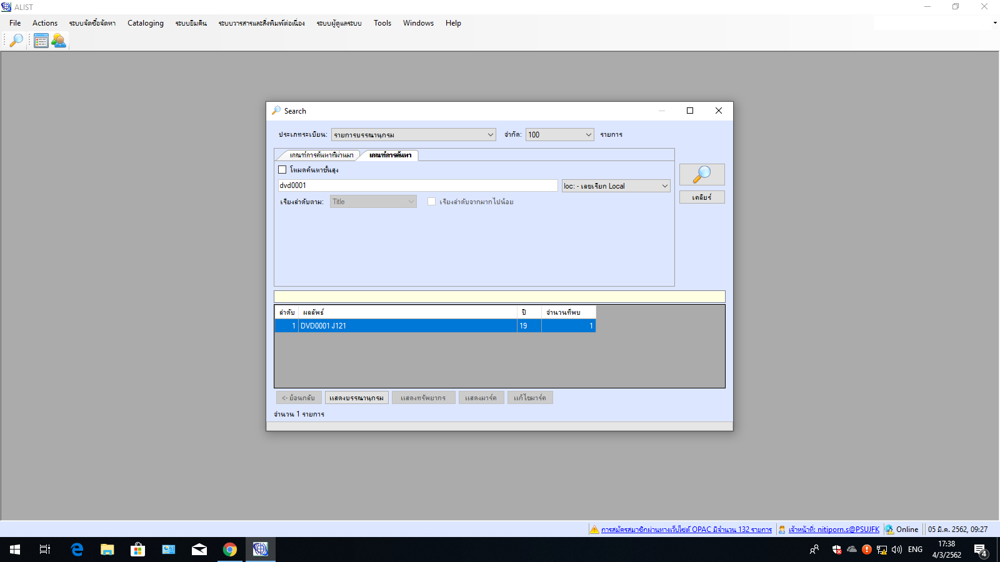 ALIST
File Actions ระบบจัดซื้อจัดหา Cataloging ระบบยืมคืน ระบบวารสารและสิ่งพิมพ์ต่อเนื่อง ระบบผู้ดูแลระบบ Tools Windows Help
Search
ประเภทระเบียน: รายการบรรณานุกรม จำกัด: 100 รายการ
เกณฑ์การค้นหาที่ผ่านมา เกณฑ์การค้นหา
โหมดค้นหาขั้นสูง
dvd0001 loc: - เลขเรียก Local
เคลียร์
เรียงลำดับตาม: Title เรียงลำดับจากมากไปน้อย
ลำดับ ผลลัพธ์ ปี จำนวนที่พบ
1 DVD0001 J121 19 1
<- ย้อนกลับ แสดงบรรณานุกรม แสดงทรัพยากร แสดงมาร์ค แก้ไขมาร์ค
จำนวน 1 รายการ
การสมัครสมาชิกผ่านทางเว็บไซต์ OPAC มีจำนวน 132 รายการ เจ้าหน้าที่: nitiporn.s@PSUJFK Online 05 มี.ค. 2562, 09:27
ENG 17:38
4/3/2562
4